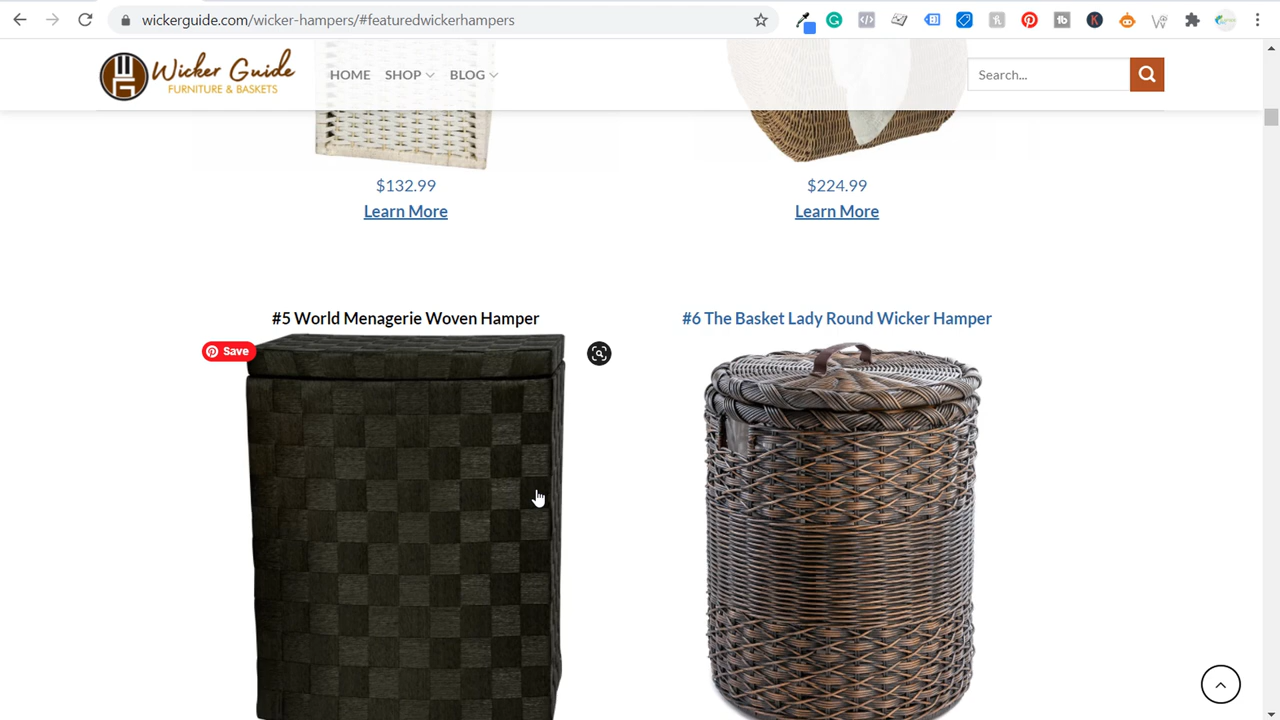 wickerguide.com/wicker-hampers/#featuredwickerhampers
Wicker Guide
FURNITURE & BASKETS
HOME SHOP BLOG
Search...
$132.99
Learn More
$224.99
Learn More
#5 World Menagerie Woven Hamper
Save
#6 The Basket Lady Round Wicker Hamper